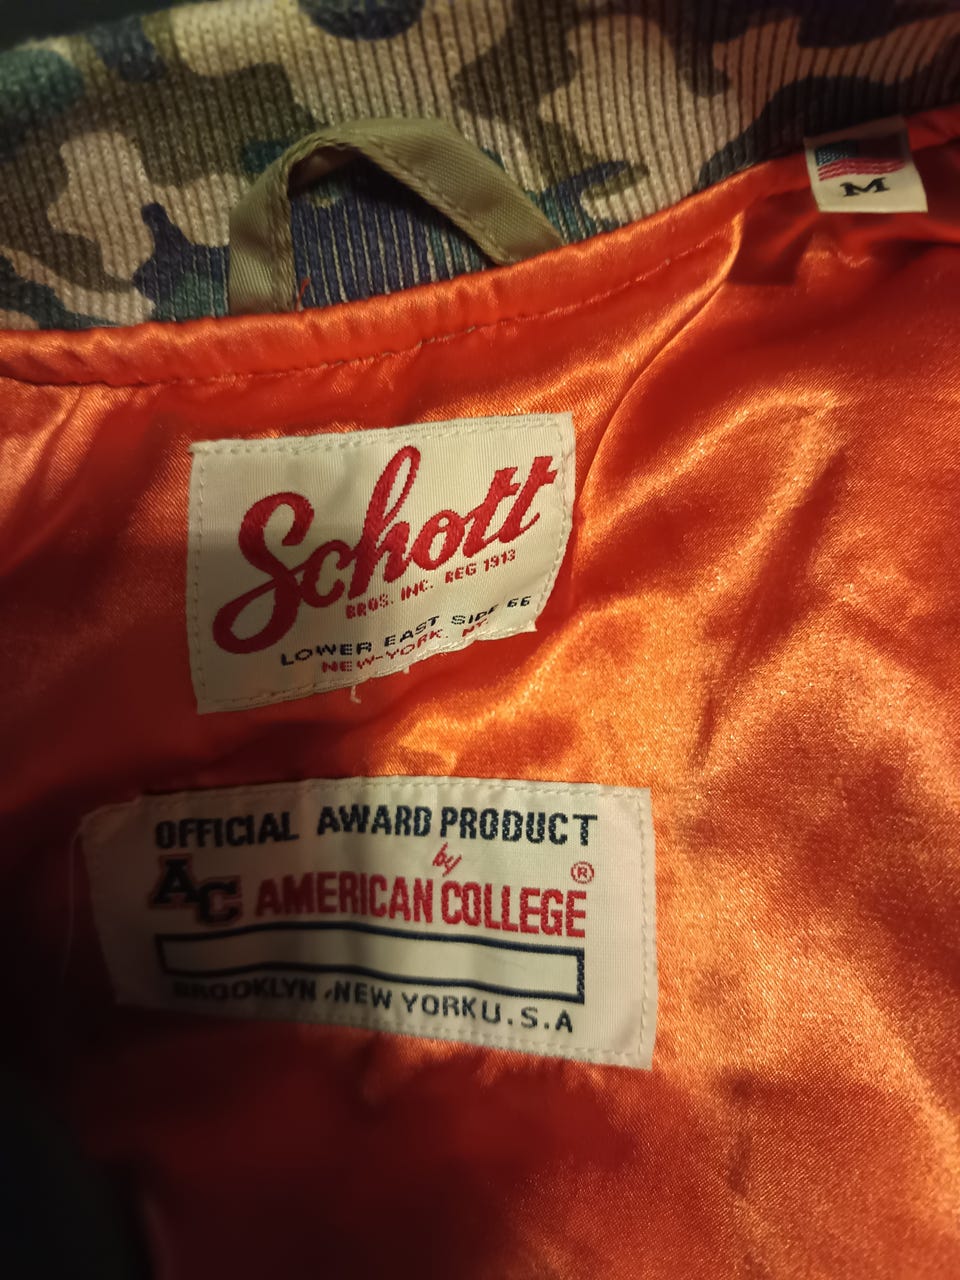 M
Schott
BROS. INC. REG 1913
LOWER EAST SIDE 66
NEW-YORK. NY.
OFFICIAL AWARD PRODUCT
by
AC AMERICAN COLLEGE ®
BROOKLYN, NEW YORK U.S.A